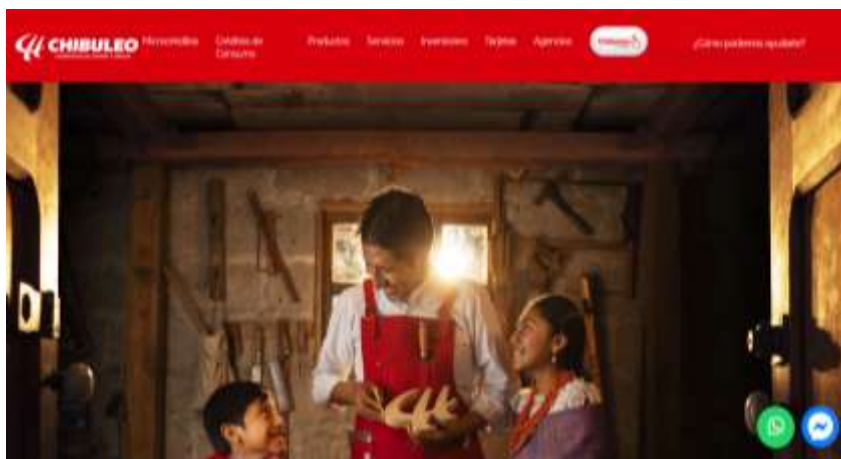 CHIBULEO
Microcréditos
Créditos de
Consumo
Productos
Servicios
Inversiones
Tarjetas
Agencias
¿Cómo podemos ayudarte?